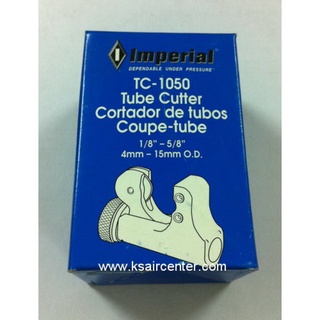 Imperial
DEPENDABLE UNDER PRESSURE
TC-1050
Tube Cutter
Cortador de tubos
Coupe-tube
1/8" - 5/8"
4mm - 15mm O.D.
www.ksaircenter.com